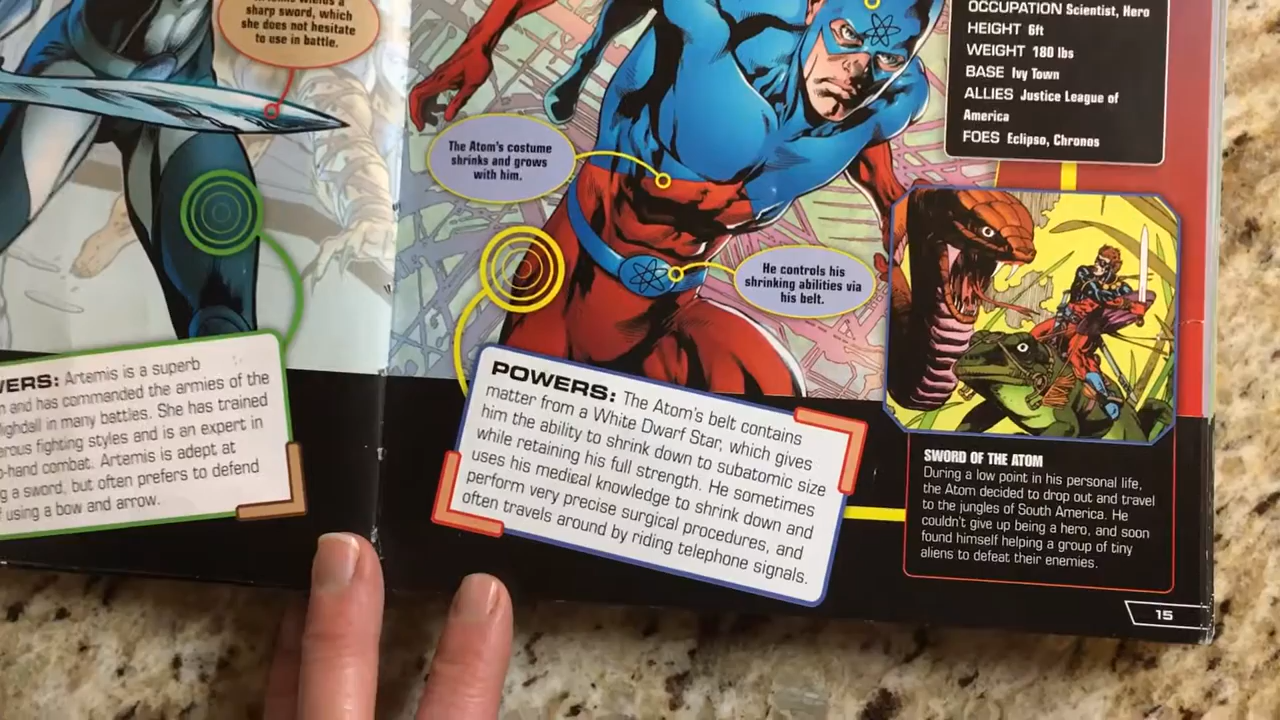 sharp sword, which
she does not hesitate
to use in battle.
WERS: Artemis is a superb
n and has commanded the armies of the
ighdall in many battles. She has trained
erous fighting styles and is an expert in
o-hand combat. Artemis is adept at
g a sword, but often prefers to defend
f using a bow and arrow.
The Atom's costume
shrinks and grows
with him.
He controls his
shrinking abilities via
his belt.
POWERS: The Atom's belt contains
matter from a White Dwarf Star, which gives
him the ability to shrink down to subatomic size
while retaining his full strength. He sometimes
uses his medical knowledge to shrink down and
perform very precise surgical procedures, and
often travels around by riding telephone signals.
OCCUPATION Scientist, Hero
HEIGHT 6ft
WEIGHT 180 lbs
BASE Ivy Town
ALLIES Justice League of
America
FOES Eclipso, Chronos
SWORD OF THE ATOM
During a low point in his personal life,
the Atom decided to drop out and travel
to the jungles of South America. He
couldn't give up being a hero, and soon
found himself helping a group of tiny
aliens to defeat their enemies.
15